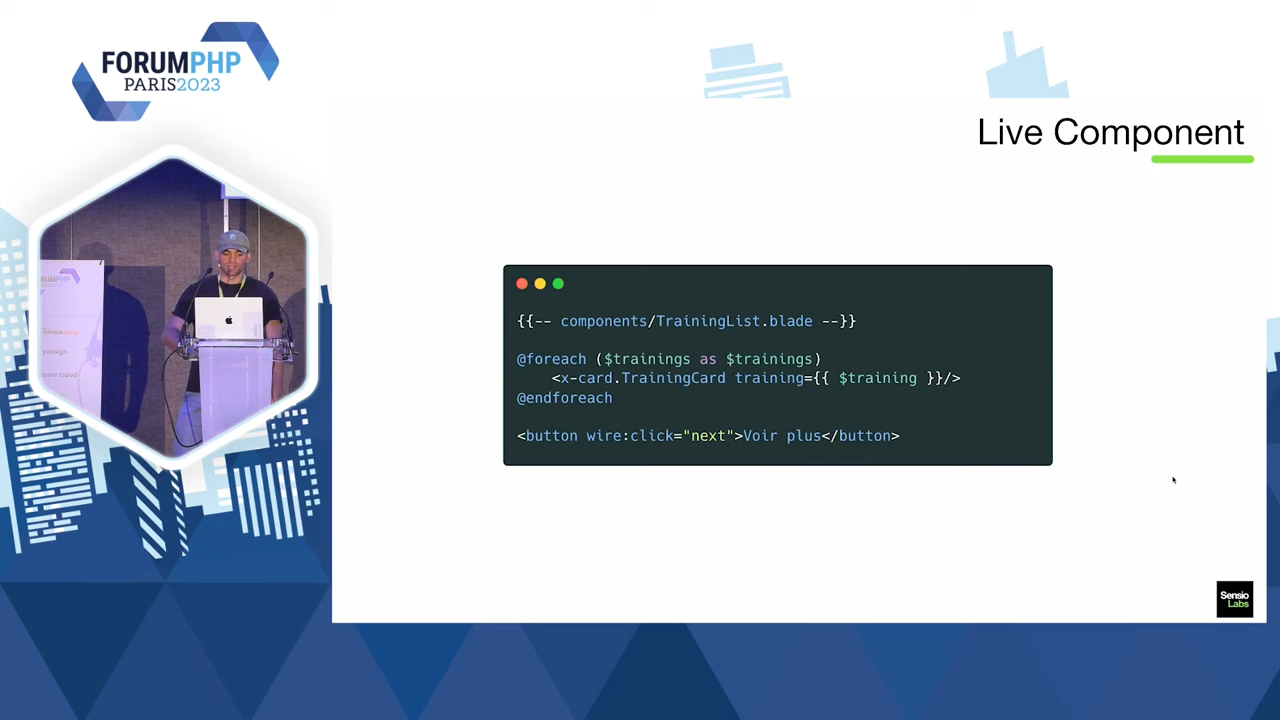 FORUMPHP
PARIS2023
Live Component
{{-- components/TrainingList.blade --}}
@foreach ($trainings as $trainings)
    <x-card.TrainingCard training={{ $training }}/>
@endforeach
<button wire:click="next">Voir plus</button>
Sensio
Labs